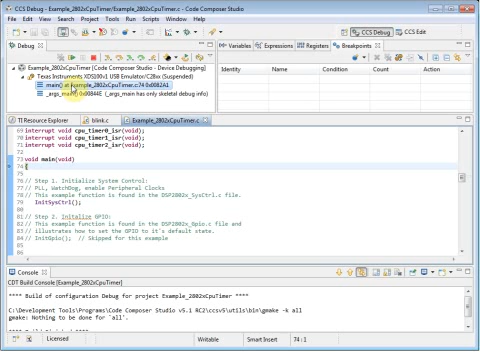 CCS Debug - Example_2802xCpuTimer/Example_2802xCpuTimer.c - Code Composer Studio
File Edit View Search Project Tools Run Scripts Window Help
CCS Debug CCS Edit
Debug
Example_2802xCpuTimer [Code Composer Studio - Device Debugging]
Texas Instruments XDS100v1 USB Emulator/C28xx (Suspended)
main() at Example_2802xCpuTimer.c:74 0x0082A1
_args_main() 0x00844E (_args_main has only skeletal debug info)
Variables Expressions Registers Breakpoints
Identity Name Condition Count Action
TI Resource Explorer blink.c Example_2802xCpuTimer.c
69 interrupt void cpu_timer0_isr(void);
70 interrupt void cpu_timer1_isr(void);
71 interrupt void cpu_timer2_isr(void);
72
73 void main(void)
74 {
75
76 // Step 1. Initialize System Control:
77 // PLL, WatchDog, enable Peripheral Clocks
78 // This example function is found in the DSP2802x_SysCtrl.c file.
79 InitSysCtrl();
80
81 // Step 2. Initalize GPIO:
82 // This example function is found in the DSP2802x_Gpio.c file and
83 // illustrates how to set the GPIO to it's default state.
84 // InitGpio(); // Skipped for this example
85
86
Console
CDT Build Console [Example_2802xCpuTimer]
**** Build of configuration Debug for project Example_2802xCpuTimer ****
C:\Development Tools\Programs\Code Composer Studio v5.1 RC2\ccsv5\utils\bin\gmake -k all
gmake: Nothing to be done for `all'.
Licensed Writable Smart Insert 74 : 1